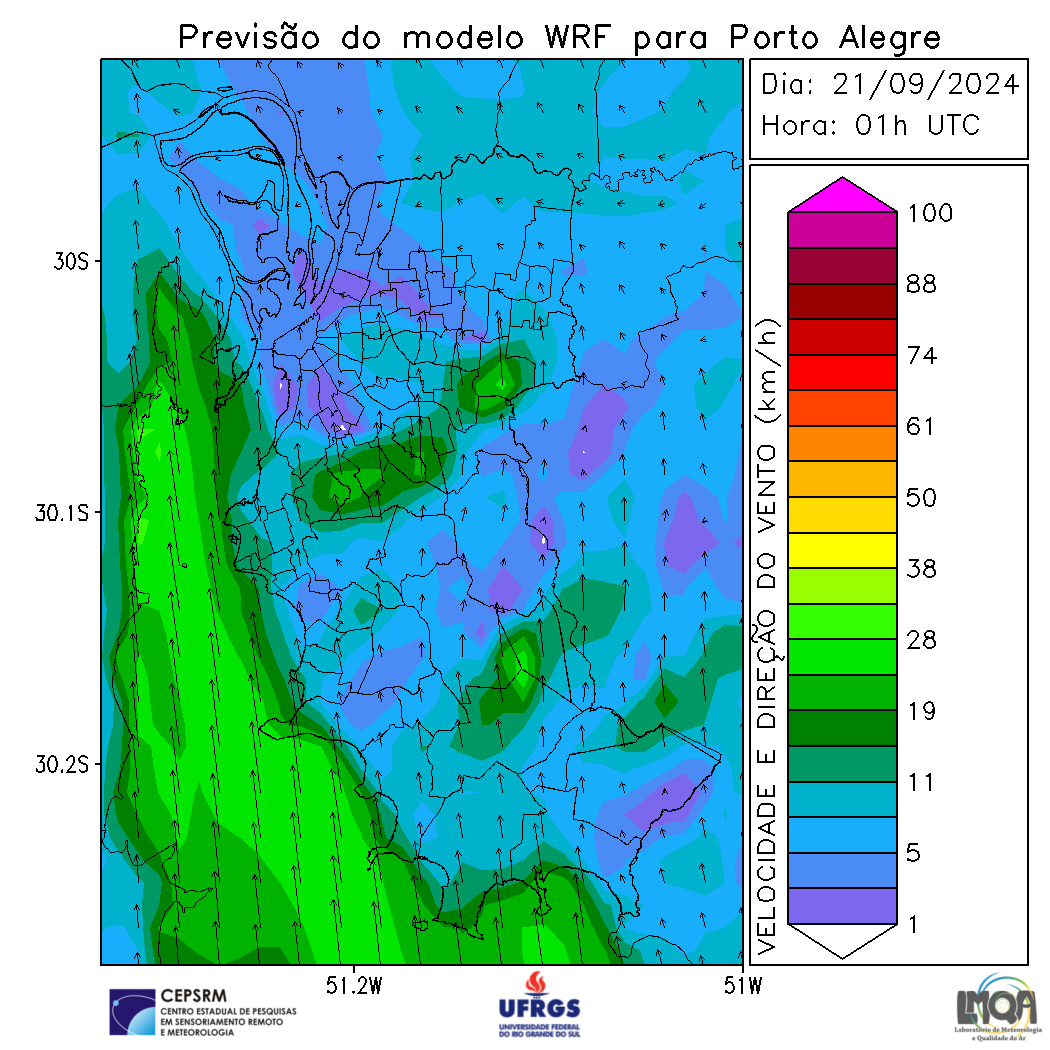 Previsão do modelo WRF para Porto Alegre
Dia: 21/09/2024
Hora: 01h UTC
30S
30.1S
30.2S
51.2W
51W
VELOCIDADE E DIREÇÃO DO VENTO (km/h)
100
88
74
61
50
38
28
19
11
5
1
CEPSRM
CENTRO ESTADUAL DE PESQUISAS
EM SENSORIAMENTO REMOTO
E METEOROLOGIA
UFRGS
UNIVERSIDADE FEDERAL
DO RIO GRANDE DO SUL
LMQA
Laboratório de Meteorologia
e Qualidade do Ar